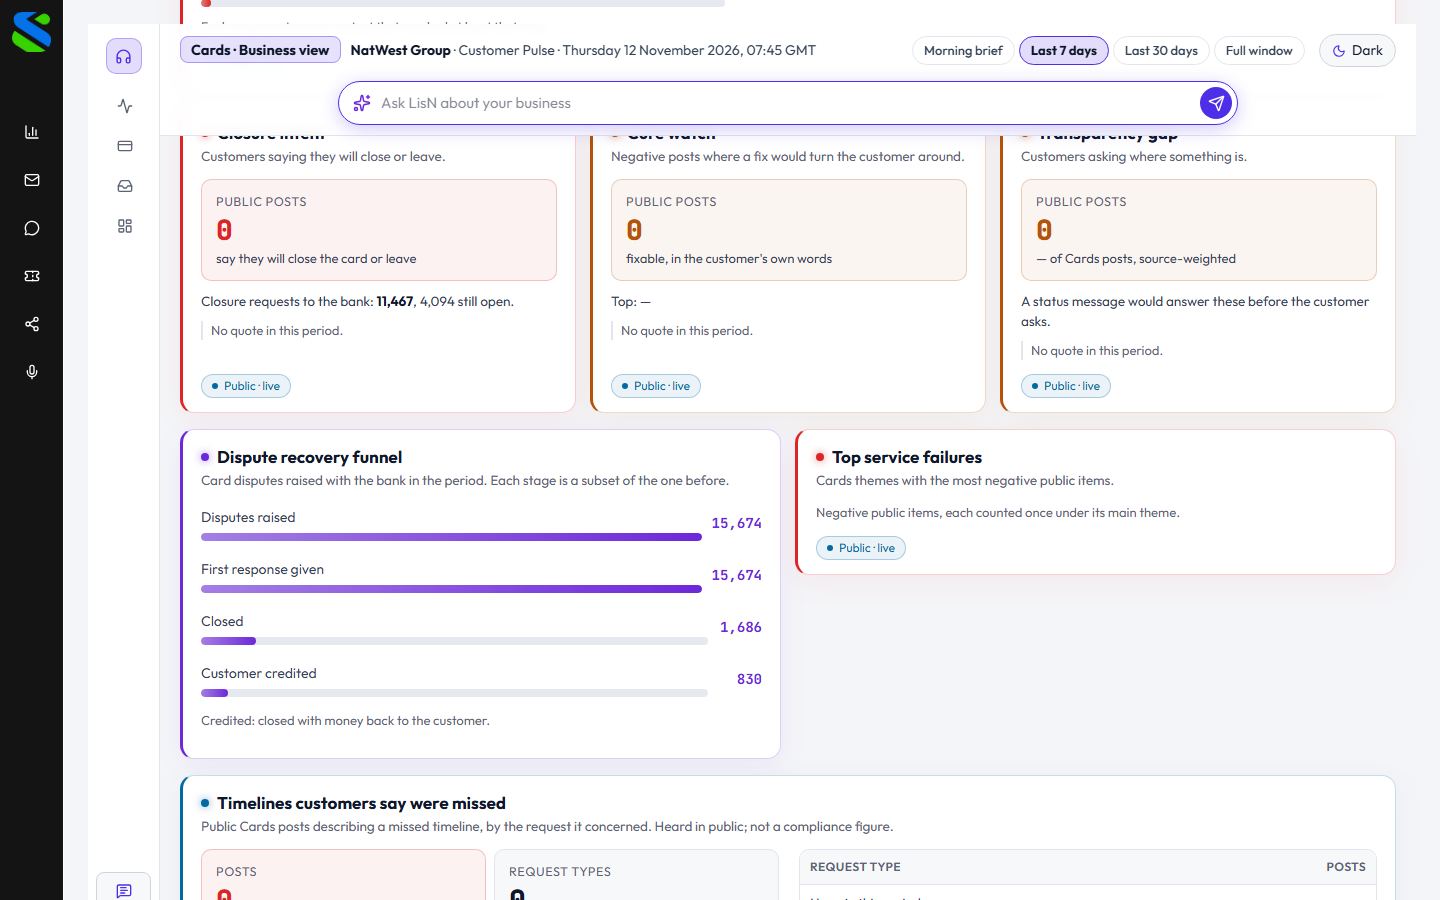 Cards · Business view
NatWest Group · Customer Pulse · Thursday 12 November 2026, 07:45 GMT
Morning brief
Last 7 days
Last 30 days
Full window
Dark
Ask LisN about your business
Closure intent
Customers saying they will close or leave.
PUBLIC POSTS
0
say they will close the card or leave
Closure requests to the bank: 11,467, 4,094 still open.
No quote in this period.
Public · live
Cure watch
Negative posts where a fix would turn the customer around.
PUBLIC POSTS
0
fixable, in the customer's own words
Top: —
No quote in this period.
Public · live
Transparency gap
Customers asking where something is.
PUBLIC POSTS
0
— of Cards posts, source-weighted
A status message would answer these before the customer
asks.
No quote in this period.
Public · live
Dispute recovery funnel
Card disputes raised with the bank in the period. Each stage is a subset of the one before.
Disputes raised
15,674
First response given
15,674
Closed
1,686
Customer credited
830
Credited: closed with money back to the customer.
Top service failures
Cards themes with the most negative public items.
Negative public items, each counted once under its main theme.
Public · live
Timelines customers say were missed
Public Cards posts describing a missed timeline, by the request it concerned. Heard in public; not a compliance figure.
POSTS
0
REQUEST TYPES
0
REQUEST TYPE
POSTS